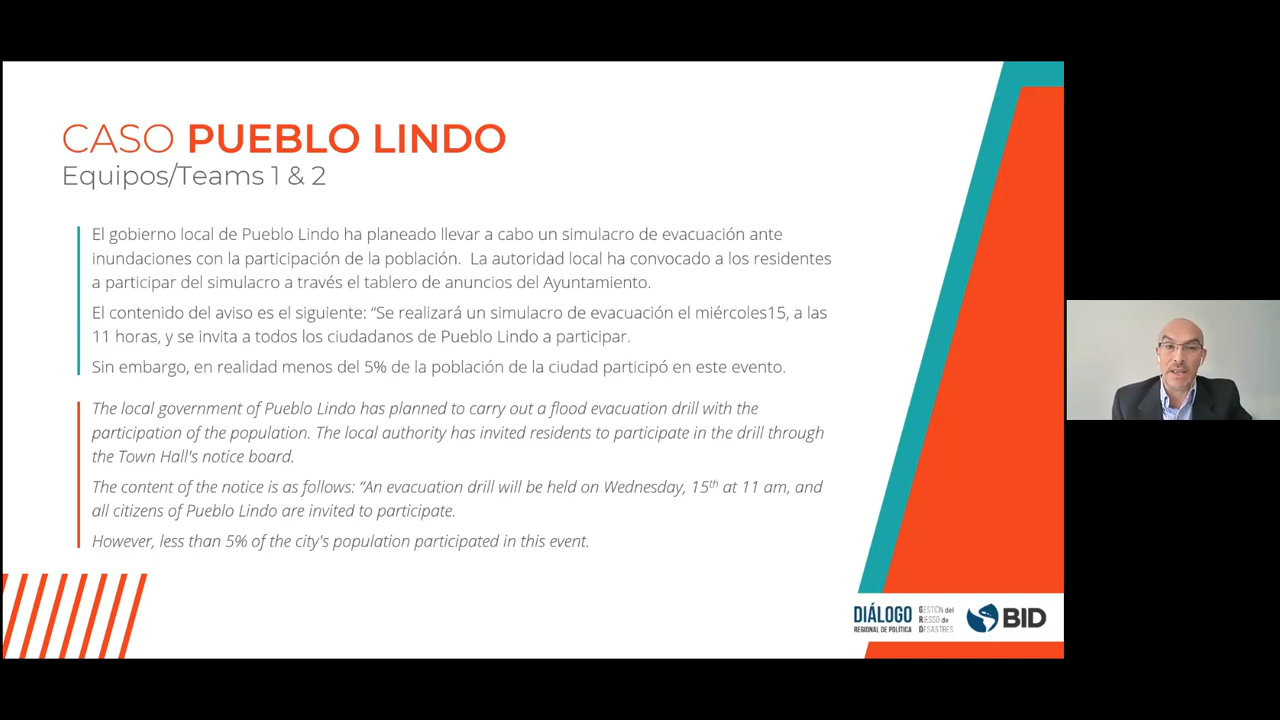 CASO PUEBLO LINDO
Equipos/Teams 1 & 2
El gobierno local de Pueblo Lindo ha planeado llevar a cabo un simulacro de evacuación ante
inundaciones con la participación de la población. La autoridad local ha convocado a los residentes
a participar del simulacro a través el tablero de anuncios del Ayuntamiento.
El contenido del aviso es el siguiente: “Se realizará un simulacro de evacuación el miércoles15, a las
11 horas, y se invita a todos los ciudadanos de Pueblo Lindo a participar.
Sin embargo, en realidad menos del 5% de la población de la ciudad participó en este evento.
The local government of Pueblo Lindo has planned to carry out a flood evacuation drill with the
participation of the population. The local authority has invited residents to participate in the drill through
the Town Hall's notice board.
The content of the notice is as follows: “An evacuation drill will be held on Wednesday, 15th at 11 am, and
all citizens of Pueblo Lindo are invited to participate.
However, less than 5% of the city's population participated in this event.
DIÁLOGO
REGIONAL DE POLÍTICA
GESTIÓN del
RIESGO de
DESASTRES
BID